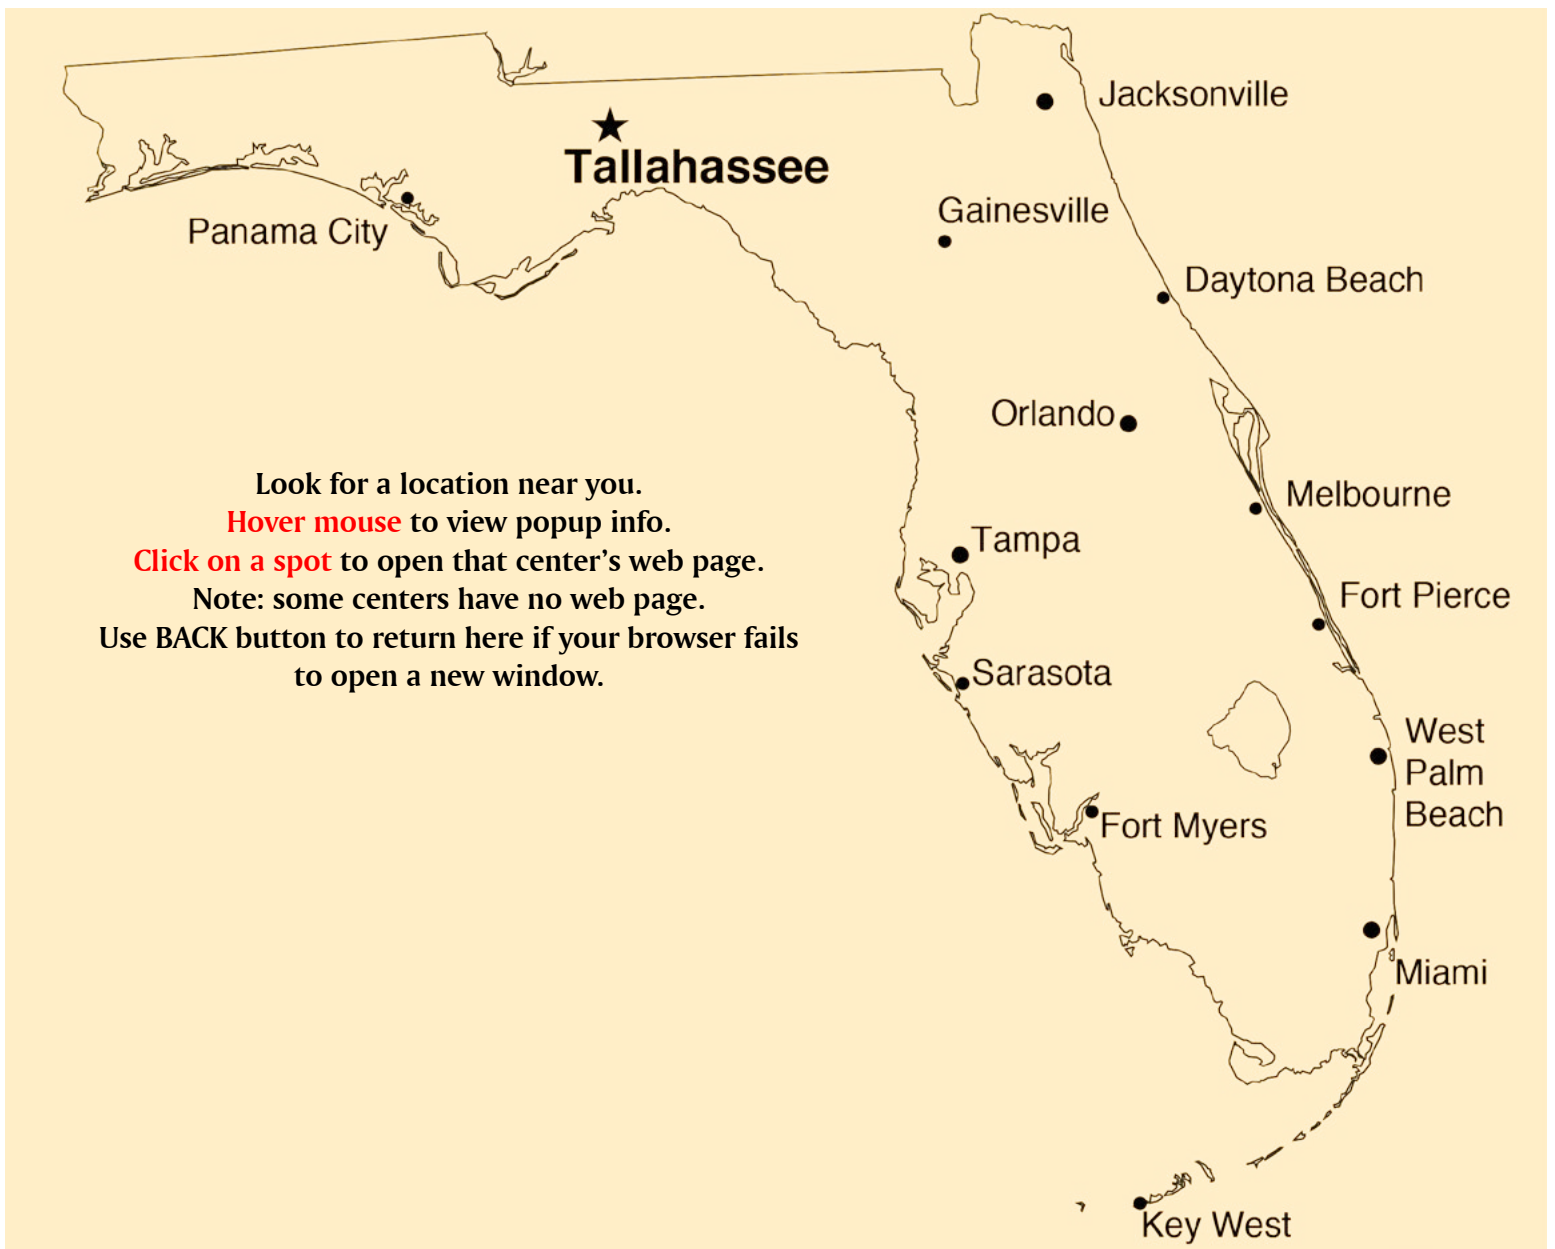 Jacksonville
Tallahassee
Gainesville
Panama City
Daytona Beach
Orlando
Look for a location near you.
Hover mouse to view popup info.
Click on a spot to open that center’s web page.
Note: some centers have no web page.
Use BACK button to return here if your browser fails
to open a new window.
Melbourne
Tampa
Fort Pierce
Sarasota
West
Palm
Beach
Fort Myers
Miami
Key West